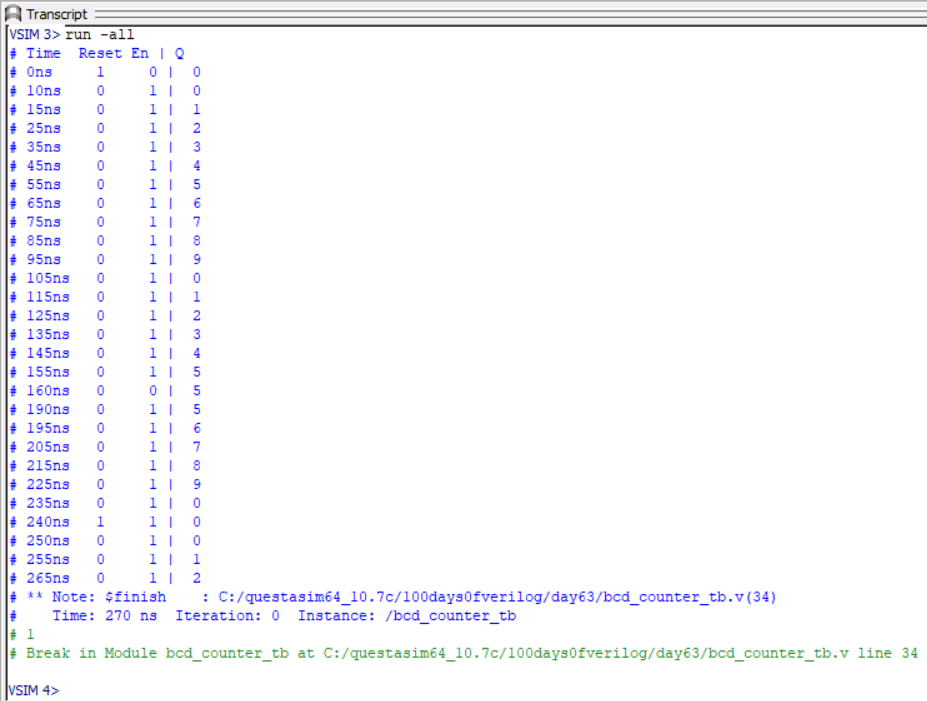 Transcript
VSIM 3> run -all
# Time  Reset En | Q
# 0ns      1      0 |  0
# 10ns     0      1 |  0
# 15ns     0      1 |  1
# 25ns     0      1 |  2
# 35ns     0      1 |  3
# 45ns     0      1 |  4
# 55ns     0      1 |  5
# 65ns     0      1 |  6
# 75ns     0      1 |  7
# 85ns     0      1 |  8
# 95ns     0      1 |  9
# 105ns    0      1 |  0
# 115ns    0      1 |  1
# 125ns    0      1 |  2
# 135ns    0      1 |  3
# 145ns    0      1 |  4
# 155ns    0      1 |  5
# 160ns    0      0 |  5
# 190ns    0      1 |  5
# 195ns    0      1 |  6
# 205ns    0      1 |  7
# 215ns    0      1 |  8
# 225ns    0      1 |  9
# 235ns    0      1 |  0
# 240ns    1      1 |  0
# 250ns    0      1 |  0
# 255ns    0      1 |  1
# 265ns    0      1 |  2
# ** Note: $finish    : C:/questasim64_10.7c/100days0fverilog/day63/bcd_counter_tb.v(34)
#    Time: 270 ns  Iteration: 0  Instance: /bcd_counter_tb
# 1
# Break in Module bcd_counter_tb at C:/questasim64_10.7c/100days0fverilog/day63/bcd_counter_tb.v line 34
VSIM 4>